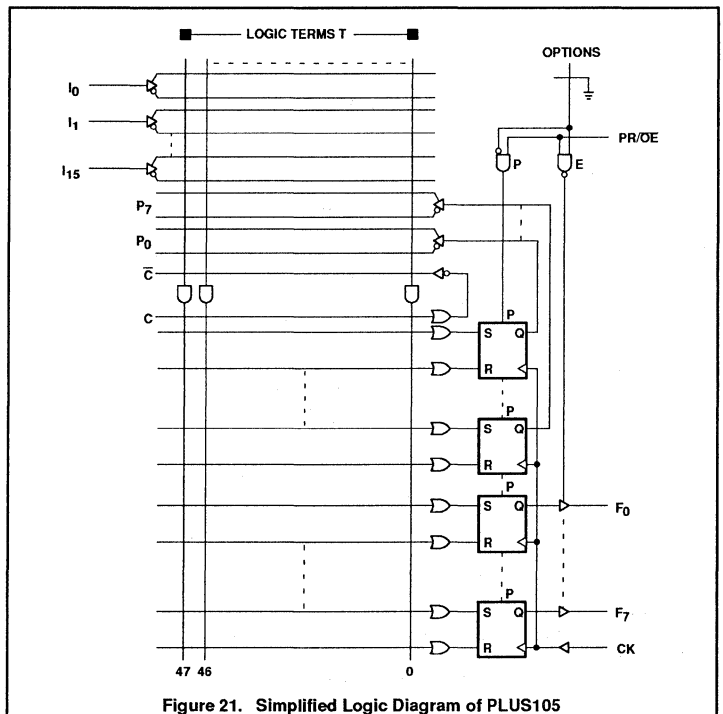 LOGIC TERMS T
OPTIONS
I0
I1
PR/O̅E̅
P E
I15
P7
P0
C̅
C
P
S Q
R
P
S Q
R
P
S Q
F0
R
P
S Q
F7
R
CK
47 46 0
Figure 21. Simplified Logic Diagram of PLUS105